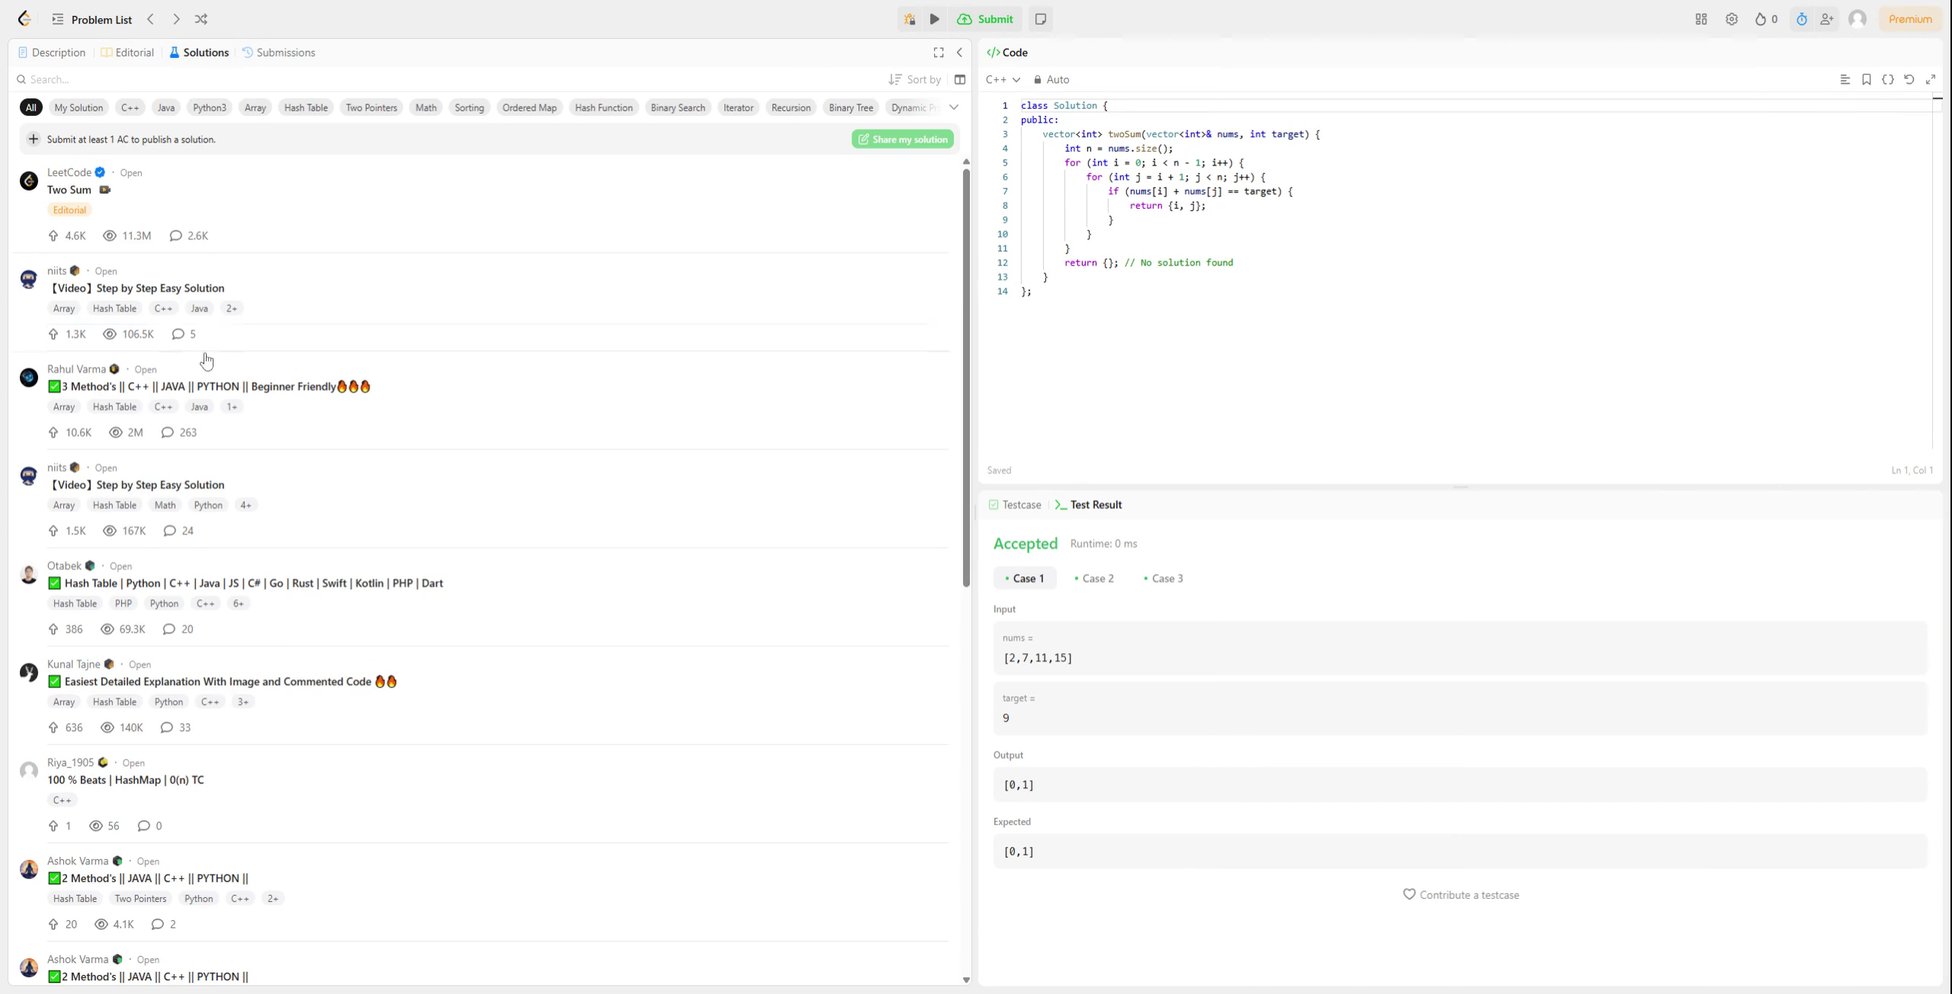 Problem List
Submit
0
Premium
Description
Editorial
Solutions
Submissions
Search...
Sort by
All
My Solution
C++
Java
Python3
Array
Hash Table
Two Pointers
Math
Sorting
Ordered Map
Hash Function
Binary Search
Iterator
Recursion
Binary Tree
Dynamic Pr
Submit at least 1 AC to publish a solution.
Share my solution
LeetCode · Open
Two Sum
Editorial
4.6K 11.3M 2.6K
niits · Open
【Video】Step by Step Easy Solution
Array Hash Table C++ Java 2+
1.3K 106.5K 5
Rahul Varma · Open
✅3 Method's || C++ || JAVA || PYTHON || Beginner Friendly🔥🔥🔥
Array Hash Table C++ Java 1+
10.6K 2M 263
niits · Open
【Video】Step by Step Easy Solution
Array Hash Table Math Python 4+
1.5K 167K 24
Otabek · Open
✅ Hash Table | Python | C++ | Java | JS | C# | Go | Rust | Swift | Kotlin | PHP | Dart
Hash Table PHP Python C++ 6+
386 69.3K 20
Kunal Tajne · Open
✅ Easiest Detailed Explanation With Image and Commented Code 🔥🔥
Array Hash Table Python C++ 3+
636 140K 33
Riya_1905 · Open
100 % Beats | HashMap | 0(n) TC
C++
1 56 0
Ashok Varma · Open
✅2 Method's || JAVA || C++ || PYTHON ||
Hash Table Two Pointers Python C++ 2+
20 4.1K 2
Ashok Varma · Open
✅2 Method's || JAVA || C++ || PYTHON ||
</> Code
C++
Auto
1 class Solution {
2 public:
3     vector<int> twoSum(vector<int>& nums, int target) {
4         int n = nums.size();
5         for (int i = 0; i < n - 1; i++) {
6             for (int j = i + 1; j < n; j++) {
7                 if (nums[i] + nums[j] == target) {
8                     return {i, j};
9                 }
10             }
11         }
12         return {}; // No solution found
13     }
14 };
Saved
Ln 1, Col 1
Testcase
Test Result
Accepted
Runtime: 0 ms
Case 1
Case 2
Case 3
Input
nums =
[2,7,11,15]
target =
9
Output
[0,1]
Expected
[0,1]
Contribute a testcase